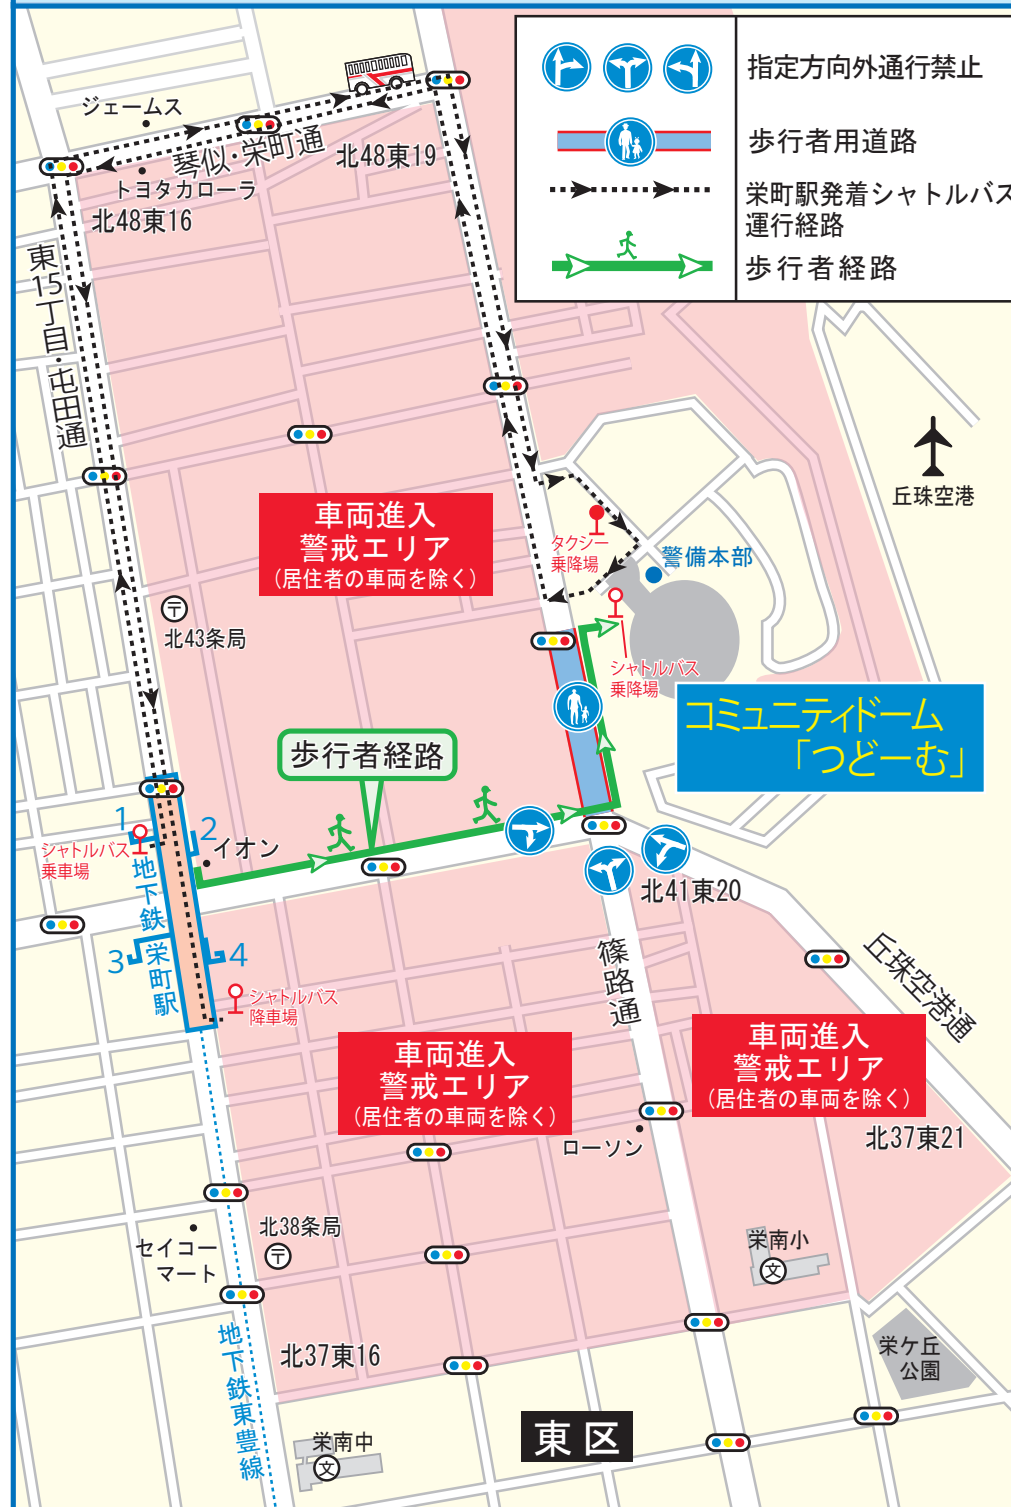 指定方向外通行禁止
歩行者用道路
栄町駅発着シャトルバス
運行経路
歩行者経路
ジェームス
琴似・栄町通
北48東19
トヨタカローラ
北48東16
東15丁目・屯田通
丘珠空港
車両進入
警戒エリア
(居住者の車両を除く)
タクシー
乗降場
警備本部
〒
北43条局
シャトルバス
乗降場
コミュニティドーム
「つどーむ」
歩行者経路
1
2
シャトルバス
乗車場
イオン
地下鉄栄町駅
3
4
北41東20
篠路通
丘珠空港通
シャトルバス
降車場
車両進入
警戒エリア
(居住者の車両を除く)
車両進入
警戒エリア
(居住者の車両を除く)
ローソン
北37東21
北38条局
〒
セイコー
マート
栄南小
文
地下鉄東豊線
北37東16
栄ケ丘
公園
東区
栄南中
文